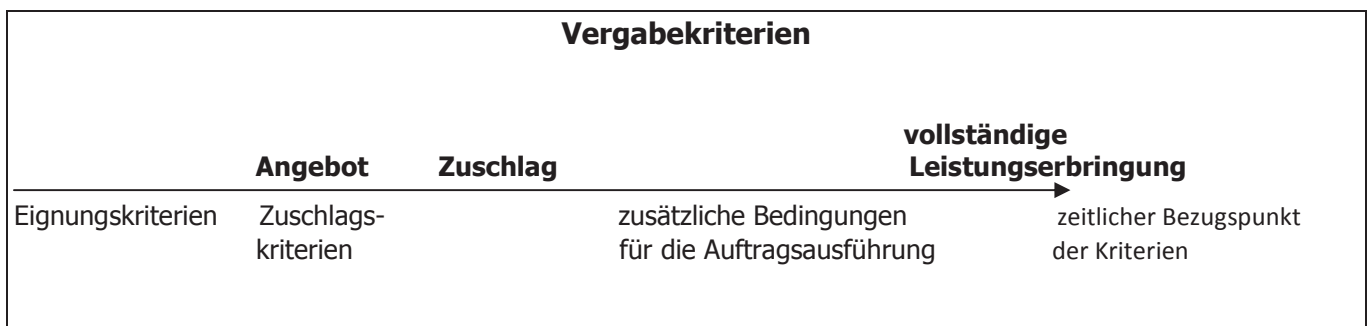 Vergabekriterien
vollständige
Angebot Zuschlag Leistungserbringung
Eignungskriterien Zuschlags- zusätzliche Bedingungen zeitlicher Bezugspunkt
kriterien für die Auftragsausführung der Kriterien